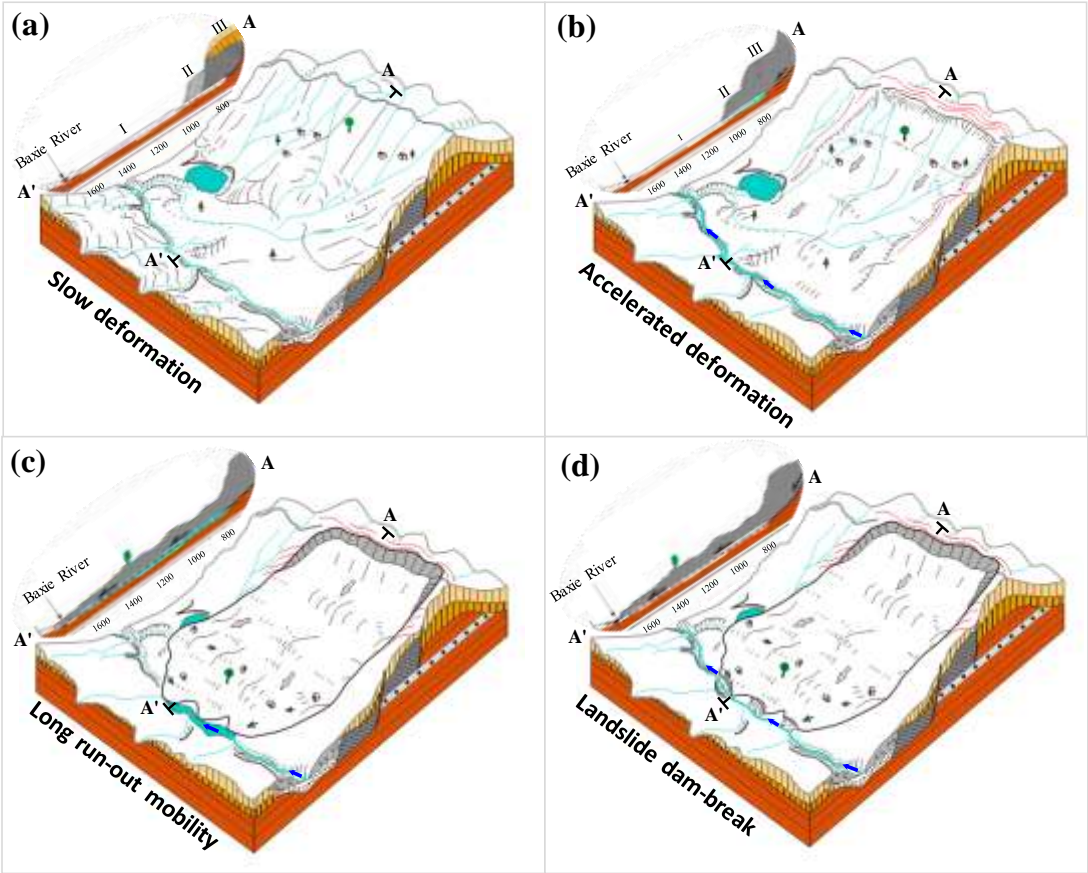 (a)
III
A
II
A
I
Baxie River
800
1000
1200
1400
1600
A'
A'
Slow deformation
(b)
A
III
A
II
I
Baxie River
800
1000
1200
1400
1600
A'
A'
Accelerated deformation
(c)
A
A
Baxie River
800
1000
1200
1400
1600
A'
A'
Long run-out mobility
(d)
A
A
Baxie River
800
1000
1200
1400
1600
A'
A'
Landslide dam-break